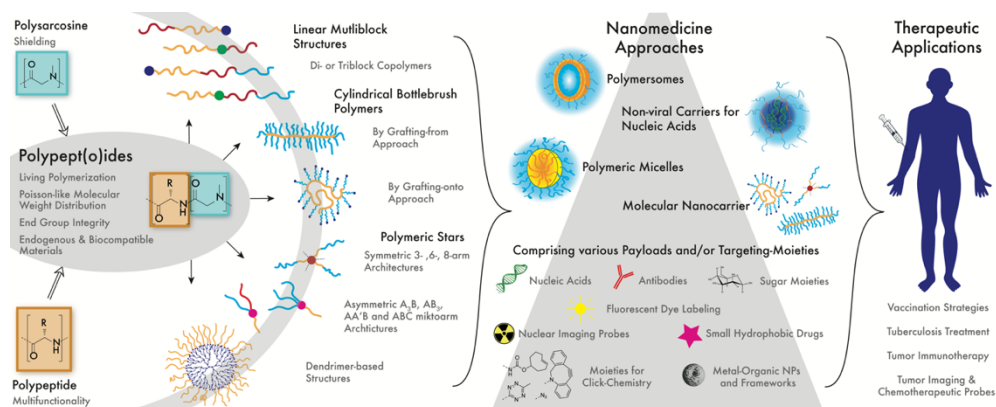 Polysarcosine
Shielding
O
N
Polypept(o)ides
Living Polymerization
Poisson-like Molecular
Weight Distribution
End Group Integrity
Endogenous & Biocompatible
Materials
R
O
N
H
O
N
R
O
N
H
Polypeptide
Multifunctionality
Linear Mutliblock
Structures
Di- or Triblock Copolymers
Cylindrical Bottlebrush
Polymers
By Grafting-from
Approach
By Grafting-onto
Approach
Polymeric Stars
Symmetric 3- ,6-, 8-arm
Architectures
Asymmetric A₂B, AB₃,
AA'B and ABC miktoarm
Archtictures
Dendrimer-based
Structures
Nanomedicine
Approaches
Polymersomes
Non-viral Carriers for
Nucleic Acids
Polymeric Micelles
Molecular Nanocarrier
Comprising various Payloads and/or Targeting-Moieties
Nucleic Acids
Antibodies
Sugar Moieties
Fluorescent Dye Labeling
Nuclear Imaging Probes
Small Hydrophobic Drugs
Moieties for
Click-Chemistry
Metal-Organic NPs
and Frameworks
Therapeutic
Applications
Vaccination Strategies
Tuberculosis Treatment
Tumor Immunotherapy
Tumor Imaging &
Chemotherapeutic Probes